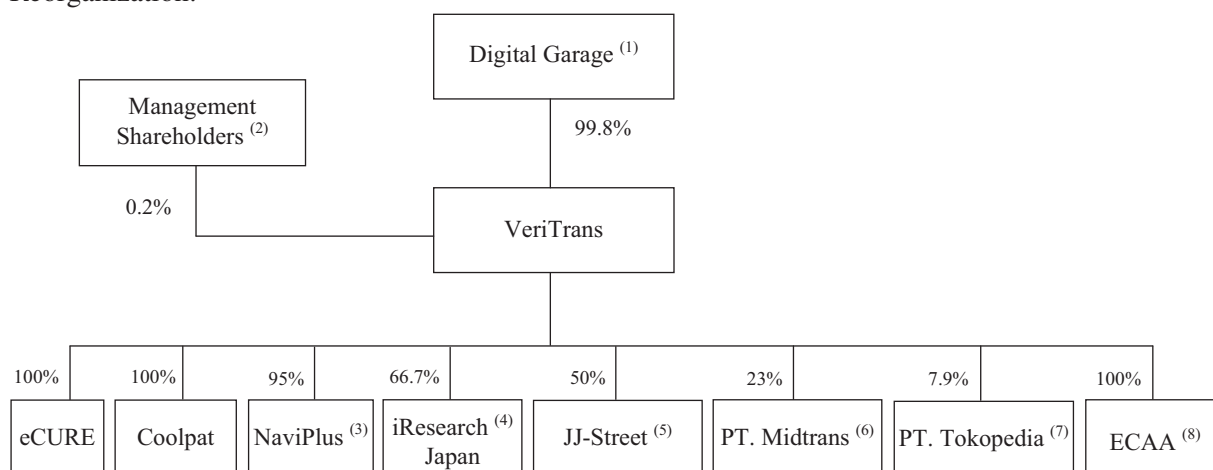 Reorganization.
Digital Garage (1)
Management
Shareholders (2)
99.8%
0.2%
VeriTrans
100%
100%
95%
66.7%
50%
23%
7.9%
100%
eCURE
Coolpat
NaviPlus (3)
iResearch (4)
Japan
JJ-Street (5)
PT. Midtrans (6)
PT. Tokopedia (7)
ECAA (8)